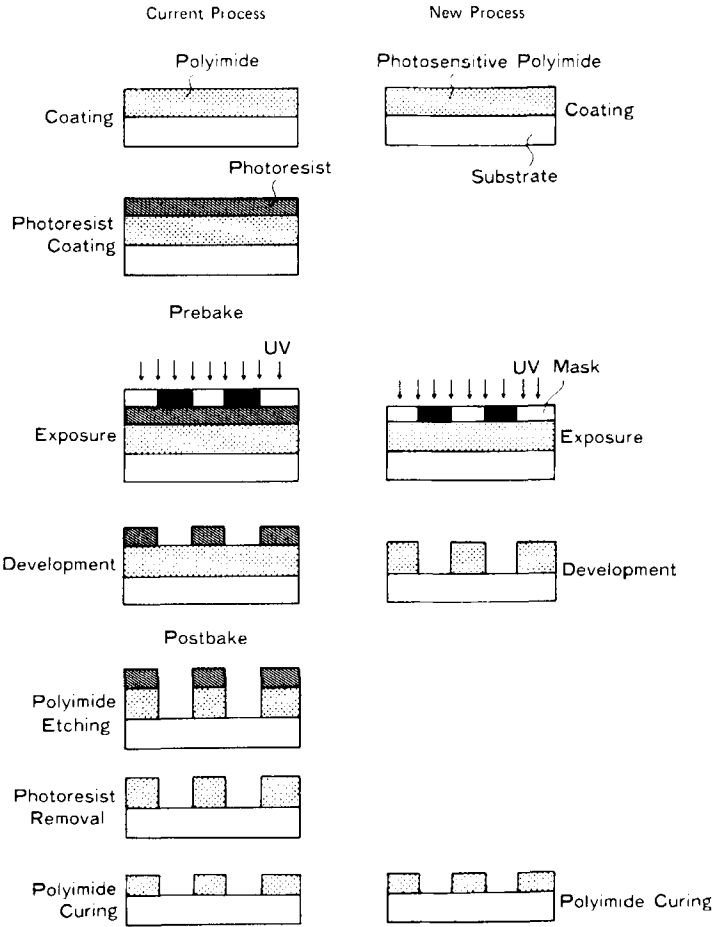 Current Process
New Process
Polyimide
Photosensitive Polyimide
Coating
Coating
Substrate
Photoresist
Photoresist
Coating
Prebake
UV
UV
Mask
Exposure
Exposure
Development
Development
Postbake
Polyimide
Etching
Photoresist
Removal
Polyimide
Curing
Polyimide Curing